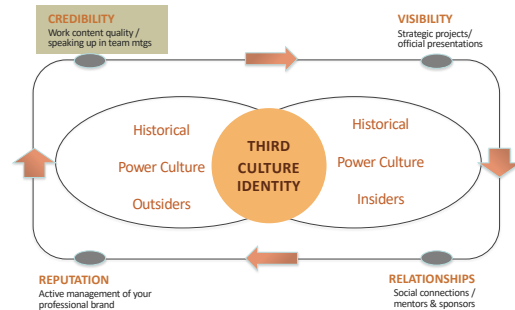 CREDIBILITY
Work content quality /
speaking up in team mtgs
VISIBILITY
Strategic projects/
official presentations
Historical
Power Culture
Outsiders
THIRD
CULTURE
IDENTITY
Historical
Power Culture
Insiders
REPUTATION
Active management of your
professional brand
RELATIONSHIPS
Social connections /
mentors & sponsors